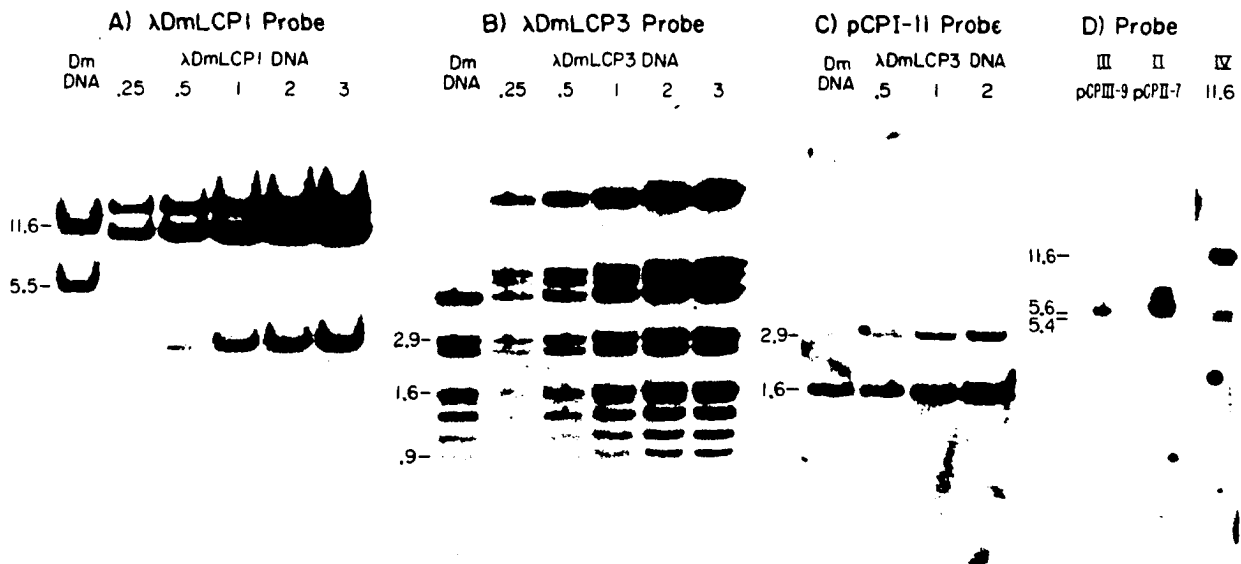 A) λDmLCP1 Probe
Dm DNA
λDmLCP1 DNA
.25 .5 1 2 3
11.6–
5.5–
B) λDmLCP3 Probe
Dm DNA
λDmLCP3 DNA
.25 .5 1 2 3
2.9–
1.6–
.9–
C) pCPI-11 Probe
Dm DNA
λDmLCP3 DNA
.5 1 2
2.9–
1.6–
D) Probe
III II IV
pCPIII-9 pCPII-7 11.6
11.6–
5.6
5.4